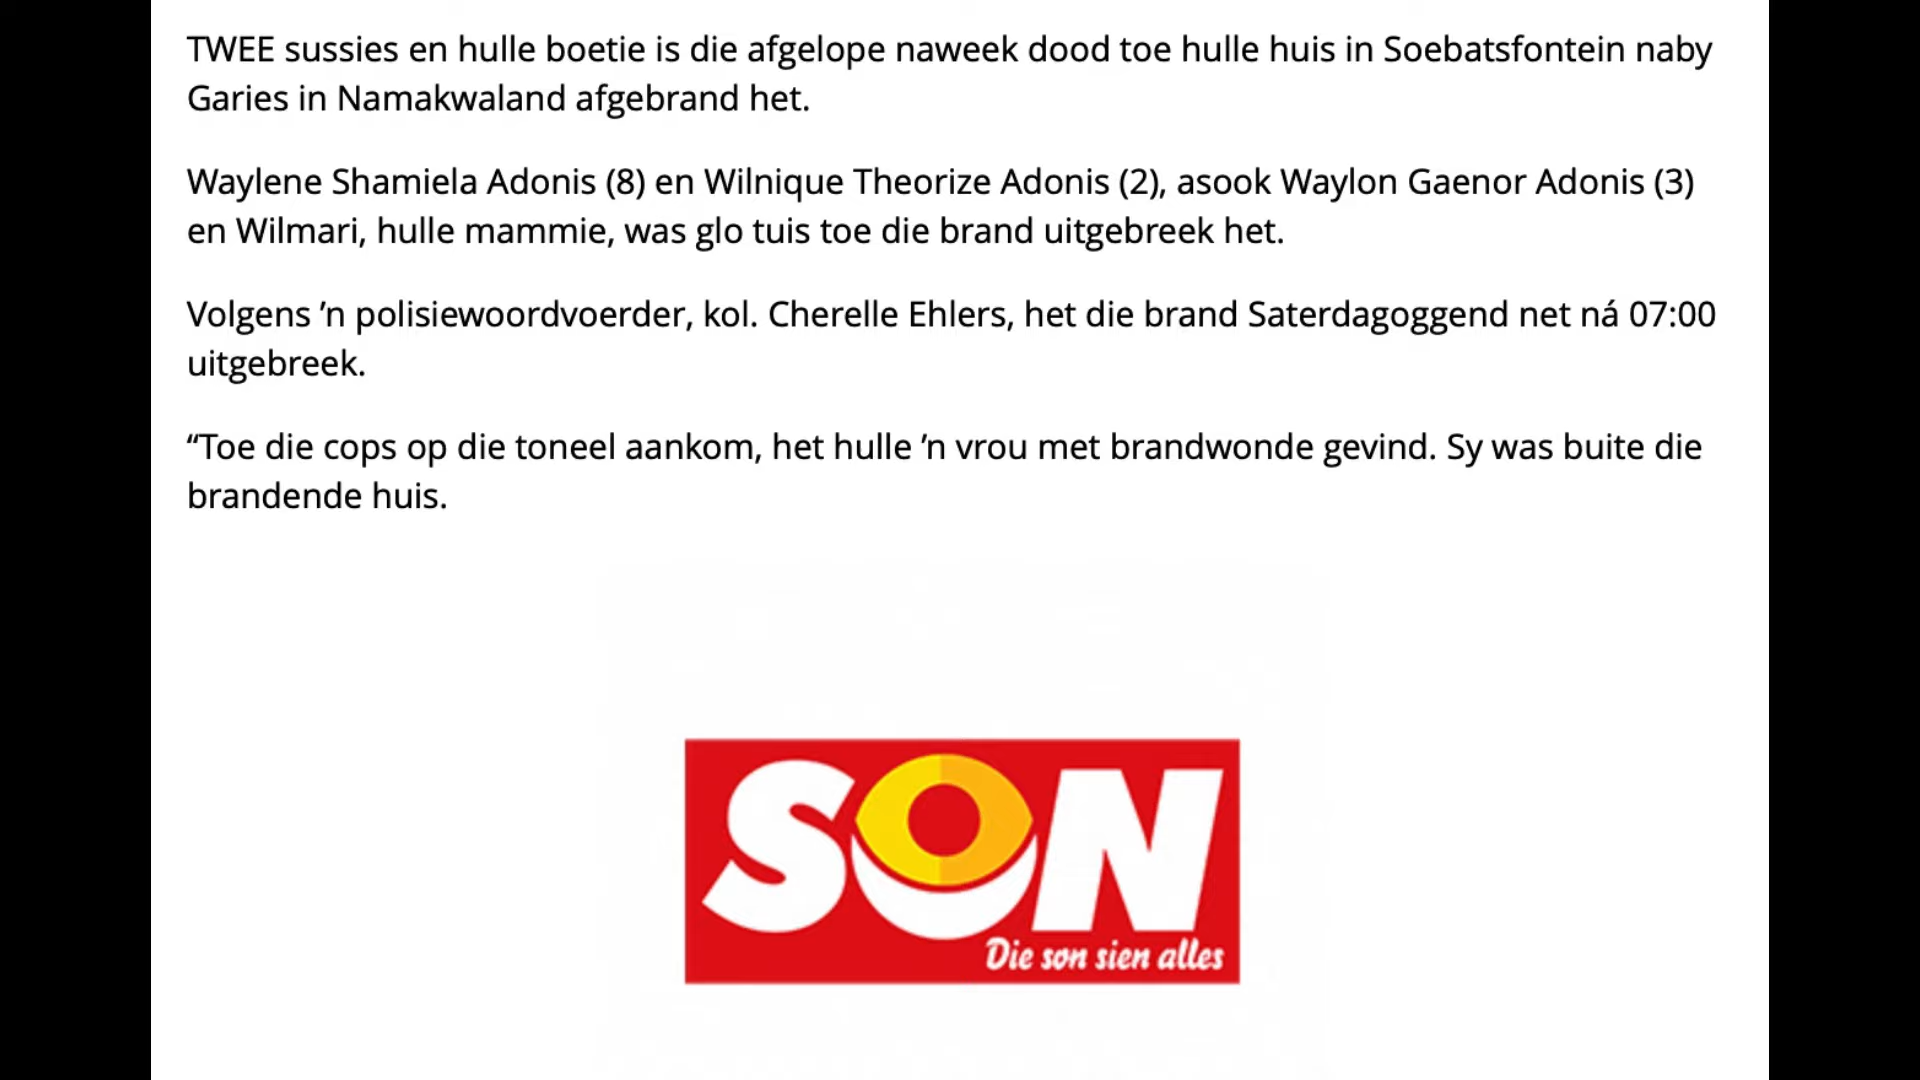 TWEE sussies en hulle boetie is die afgelope naweek dood toe hulle huis in Soebatsfontein naby
Garies in Namakwaland afgebrand het.
Waylene Shamiela Adonis (8) en Wilnique Theorize Adonis (2), asook Waylon Gaenor Adonis (3)
en Wilmari, hulle mammie, was glo tuis toe die brand uitgebreek het.
Volgens ’n polisiewoordvoerder, kol. Cherelle Ehlers, het die brand Saterdagoggend net ná 07:00
uitgebreek.
“Toe die cops op die toneel aankom, het hulle ’n vrou met brandwonde gevind. Sy was buite die
brandende huis.
SON
Die son sien alles